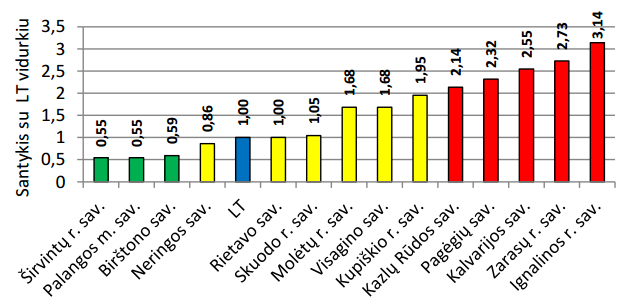 Santykis su LT vidurkiu
3,5
3
2,5
2
1,5
1
0,5
0
0,55
0,55
0,59
0,86
1,00
1,00
1,05
1,68
1,68
1,95
2,14
2,32
2,55
2,73
3,14
Širvintų r. sav.
Palangos m. sav.
Birštono sav.
Neringos sav.
LT
Rietavo sav.
Skuodo r. sav.
Molėtų r. sav.
Visagino sav.
Kupiškio r. sav.
Kazlų Rūdos sav.
Pagėgių sav.
Kalvarijos sav.
Zarasų r. sav.
Ignalinos r. sav.